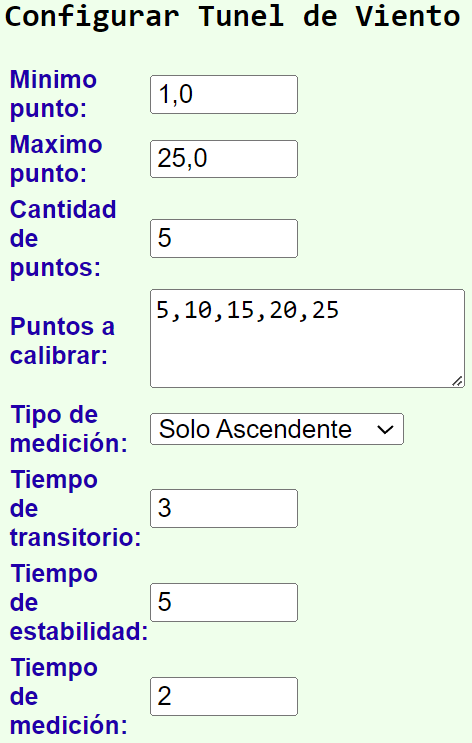 Configurar Tunel de Viento
Minimo
punto:
1,0
Maximo
punto:
25,0
Cantidad
de
puntos:
5
Puntos a
calibrar:
5,10,15,20,25
Tipo de
medición:
Solo Ascendente
Tiempo
de
transitorio:
3
Tiempo
de
estabilidad:
5
Tiempo
de
medición:
2